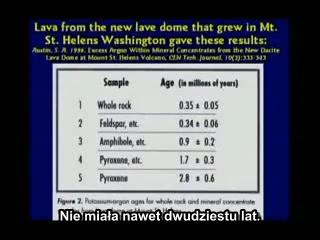 Lava from the new lave dome that grew in Mt.
St. Helens Washington gave these results:
Austin, S. A. 1996. Excess Argon Within Mineral Concentrates from the New Dacite
Lava Dome at Mount St. Helens Volcano, CEN Tech. Journal, 10(3):335-343
Sample Age (in millions of years)
1 Whole rock 0.35 ± 0.05
2 Feldspar, etc. 0.34 ± 0.06
3 Amphibole, etc. 0.9 ± 0.2
4 Pyroxene, etc. 1.7 ± 0.3
5 Pyroxene 2.8 ± 0.6
Figure 2. Potassium-argon ages for whole rock and mineral concentrate
Nie miała nawet dwudziestu lat.